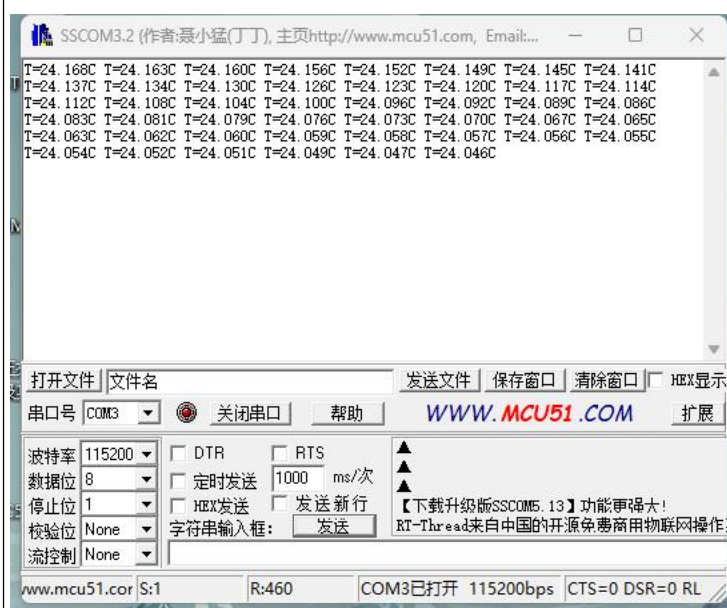 SSCOM3.2 (作者:聂小猛(丁丁), 主页http://www.mcu51.com, Email:...
T=24.168C T=24.163C T=24.160C T=24.156C T=24.152C T=24.149C T=24.145C T=24.141C
T=24.137C T=24.134C T=24.130C T=24.126C T=24.123C T=24.120C T=24.117C T=24.114C
T=24.112C T=24.108C T=24.104C T=24.100C T=24.096C T=24.092C T=24.089C T=24.086C
T=24.083C T=24.081C T=24.079C T=24.076C T=24.073C T=24.070C T=24.067C T=24.065C
T=24.063C T=24.062C T=24.060C T=24.059C T=24.058C T=24.057C T=24.056C T=24.055C
T=24.054C T=24.052C T=24.051C T=24.049C T=24.047C T=24.046C
打开文件 文件名 发送文件 保存窗口 清除窗口 HEX显示
串口号 COM3 关闭串口 帮助 WWW.MCU51.COM 扩展
波特率 115200 DTR RTS
数据位 8 定时发送 1000 ms/次
停止位 1 HEX发送 发送新行 【下载升级版SSCOM5.13】功能更强大!
校验位 None 字符串输入框: 发送 RT-Thread来自中国的开源免费商用物联网操作
流控制 None
www.mcu51.cor S:1 R:460 COM3已打开 115200bps CTS=0 DSR=0 RL